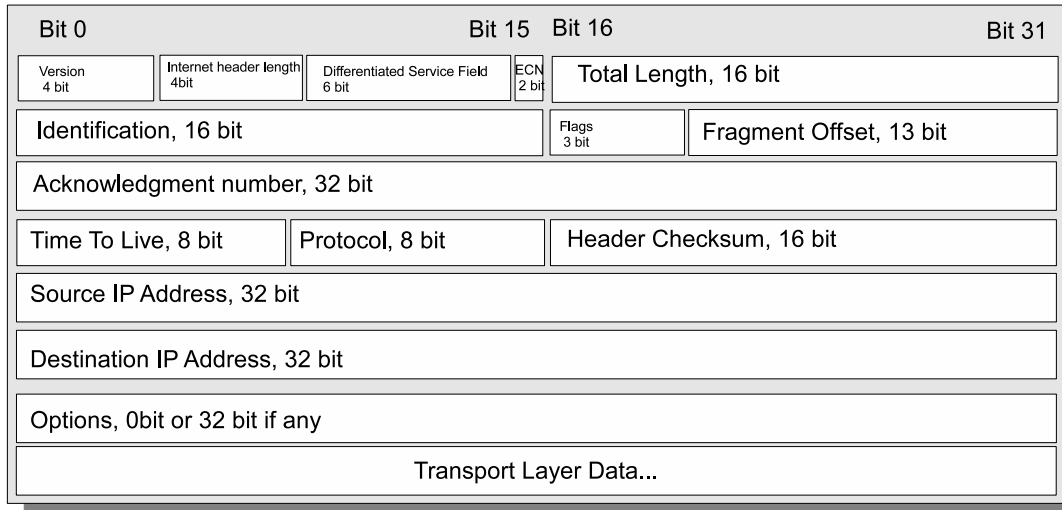 Bit 0 Bit 15 Bit 16 Bit 31
Version Internet header length Differentiated Service Field ECN Total Length, 16 bit
4 bit 4bit 6 bit 2 bit
Identification, 16 bit Flags Fragment Offset, 13 bit
3 bit
Acknowledgment number, 32 bit
Time To Live, 8 bit Protocol, 8 bit Header Checksum, 16 bit
Source IP Address, 32 bit
Destination IP Address, 32 bit
Options, 0bit or 32 bit if any
Transport Layer Data...